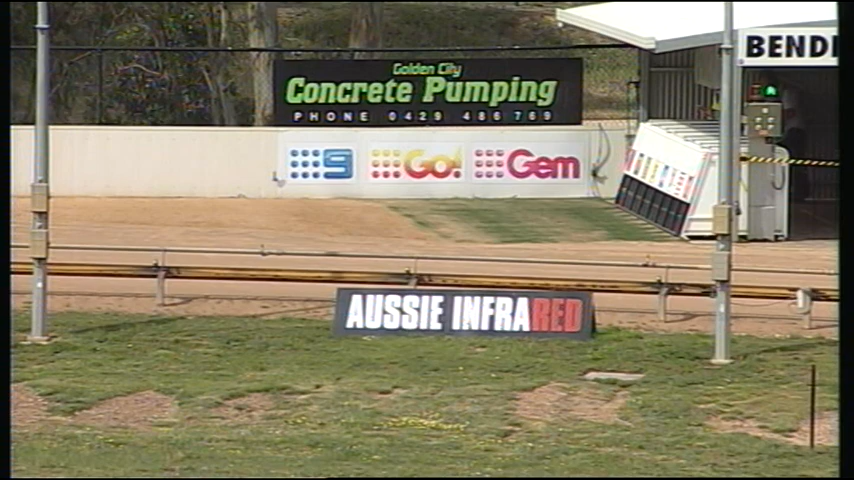 Golden City
Concrete Pumping
PHONE 0429 486 769
BENDI
9 Go! Gem
AUSSIE INFRARED